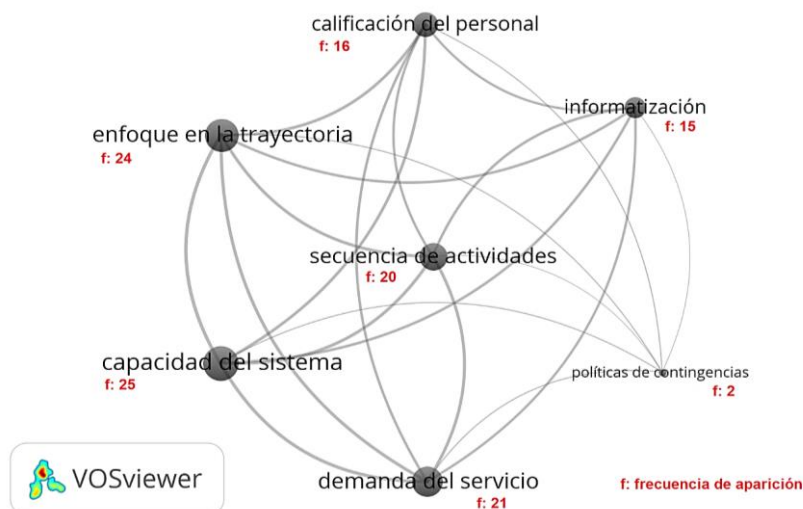 calificación del personal
f: 16
informatización
f: 15
enfoque en la trayectoria
f: 24
secuencia de actividades
f: 20
capacidad del sistema
f: 25
políticas de contingencias
f: 2
VOSviewer
demanda del servicio
f: 21
f: frecuencia de aparición